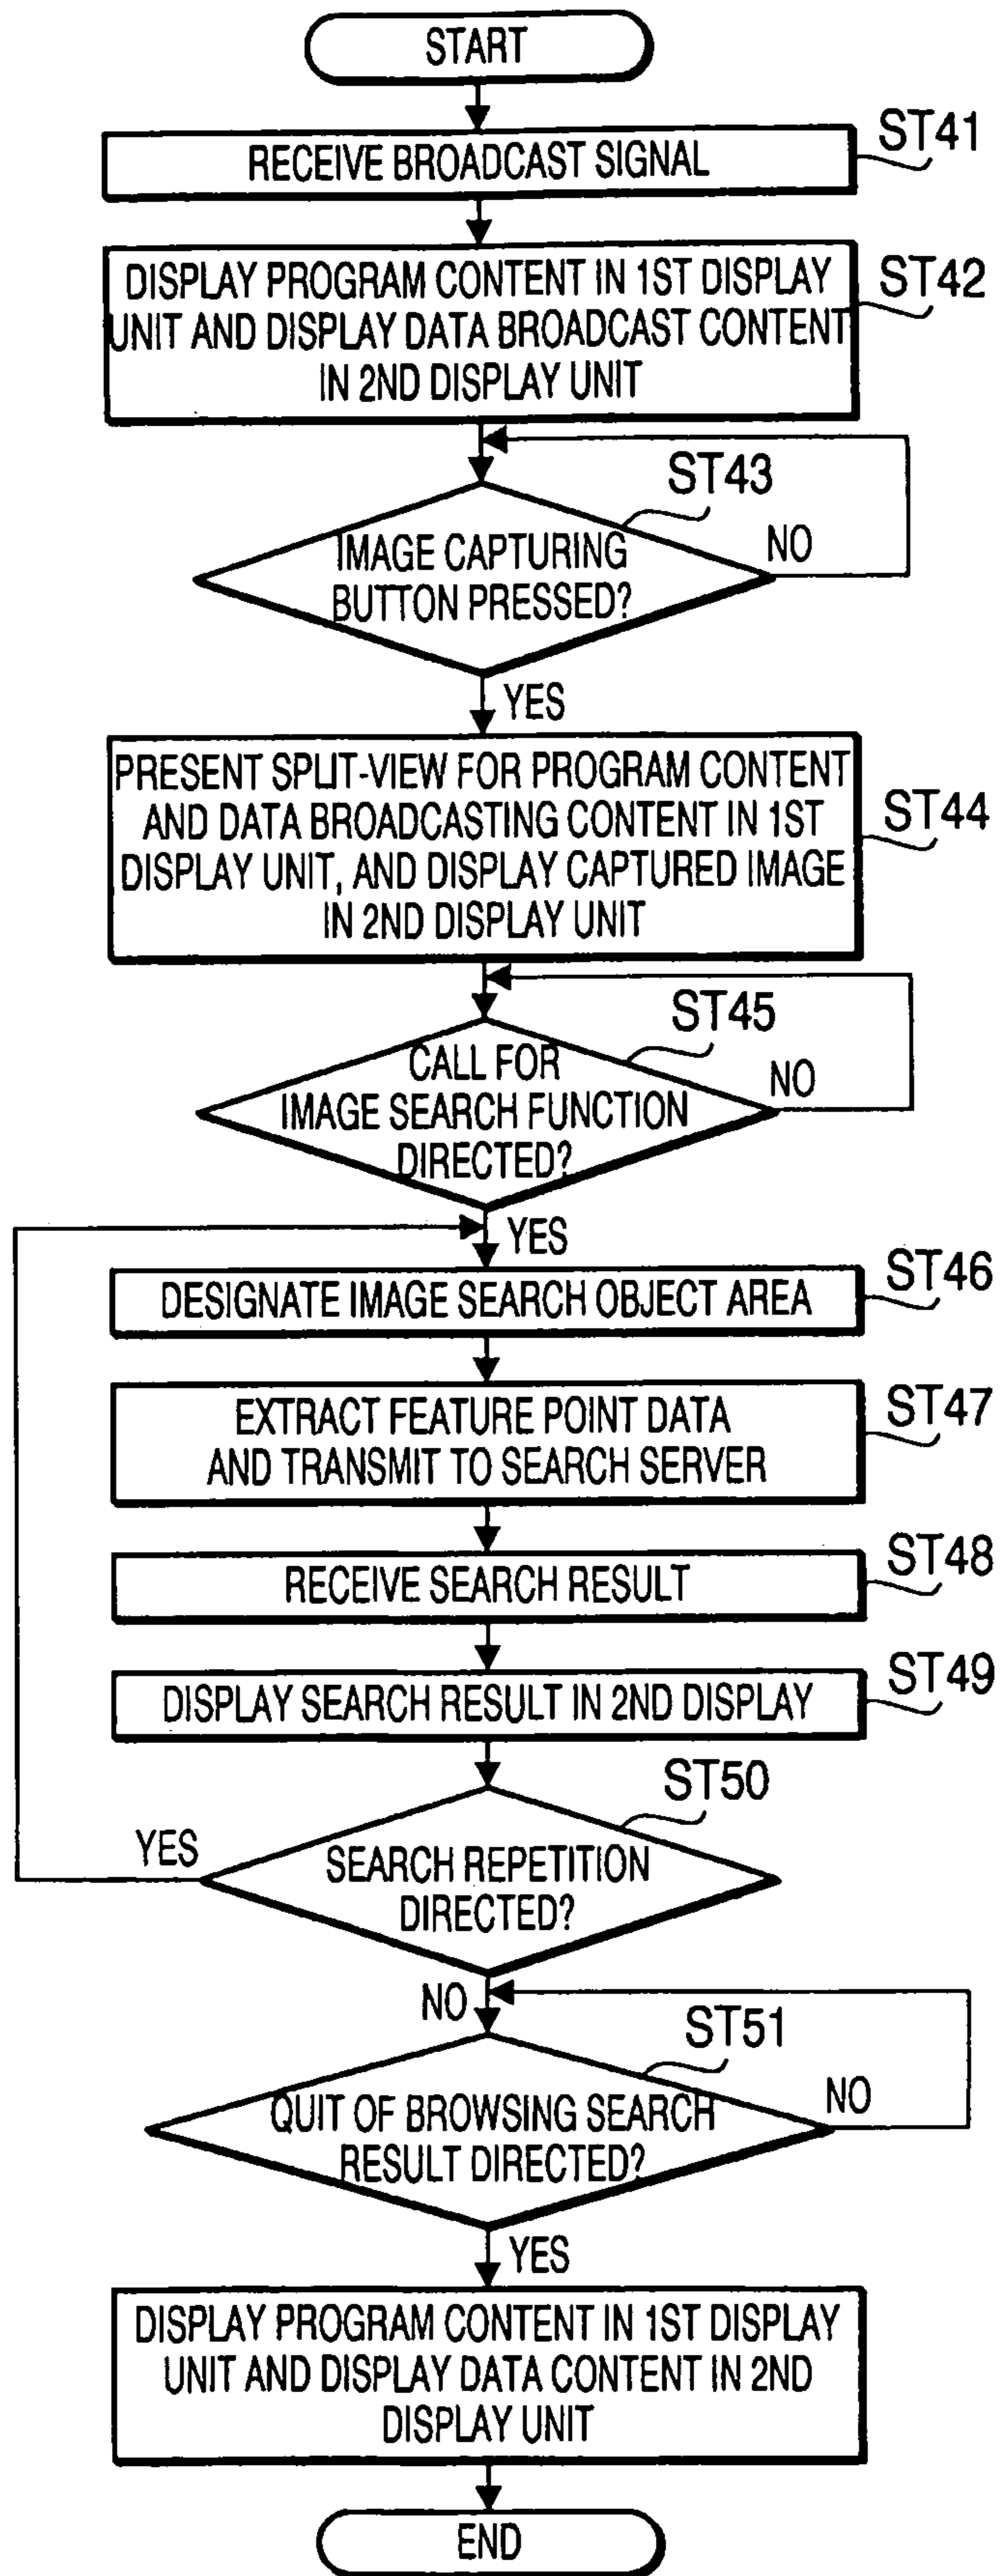 START
RECEIVE BROADCAST SIGNAL
ST41
DISPLAY PROGRAM CONTENT IN 1ST DISPLAY
UNIT AND DISPLAY DATA BROADCAST CONTENT
IN 2ND DISPLAY UNIT
ST42
ST43
IMAGE CAPTURING
BUTTON PRESSED?
NO
YES
PRESENT SPLIT-VIEW FOR PROGRAM CONTENT
AND DATA BROADCASTING CONTENT IN 1ST
DISPLAY UNIT, AND DISPLAY CAPTURED IMAGE
IN 2ND DISPLAY UNIT
ST44
ST45
CALL FOR
IMAGE SEARCH FUNCTION
DIRECTED?
NO
YES
DESIGNATE IMAGE SEARCH OBJECT AREA
ST46
EXTRACT FEATURE POINT DATA
AND TRANSMIT TO SEARCH SERVER
ST47
RECEIVE SEARCH RESULT
ST48
DISPLAY SEARCH RESULT IN 2ND DISPLAY
ST49
ST50
YES
SEARCH REPETITION
DIRECTED?
NO
ST51
QUIT OF BROWSING SEARCH
RESULT DIRECTED?
NO
YES
DISPLAY PROGRAM CONTENT IN 1ST DISPLAY
UNIT AND DISPLAY DATA CONTENT IN 2ND
DISPLAY UNIT
END